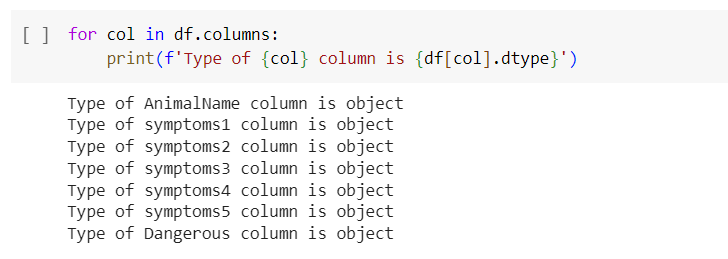 [ ] for col in df.columns:
print(f'Type of {col} column is {df[col].dtype}')
Type of AnimalName column is object
Type of symptoms1 column is object
Type of symptoms2 column is object
Type of symptoms3 column is object
Type of symptoms4 column is object
Type of symptoms5 column is object
Type of Dangerous column is object